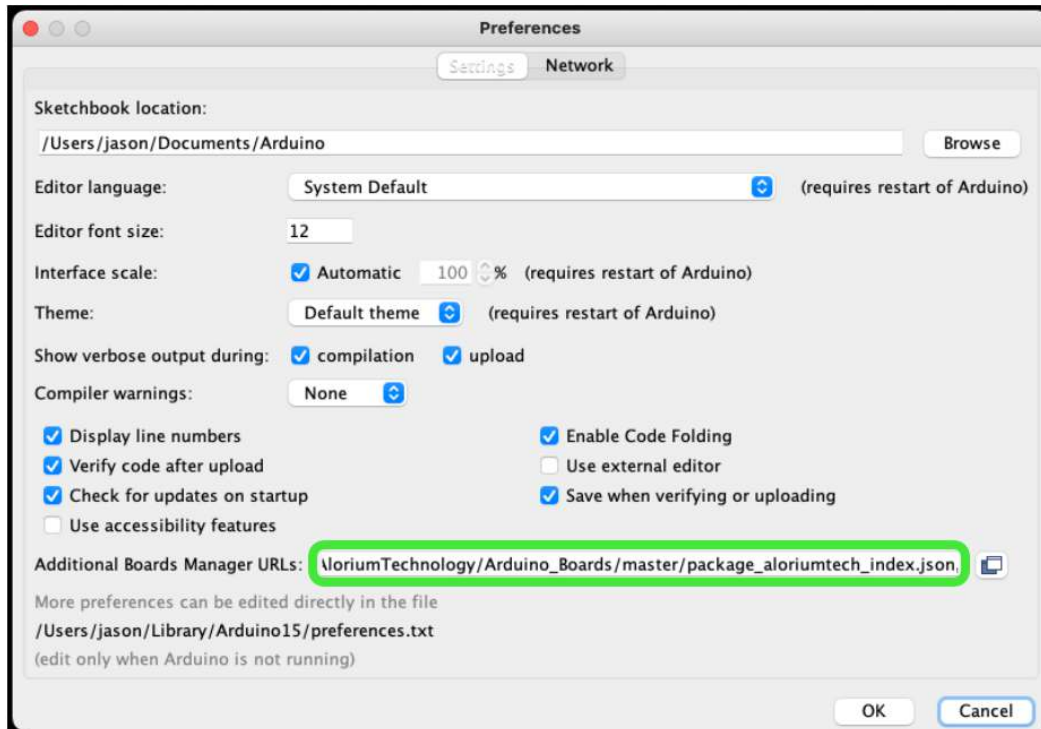 Preferences
Settings Network
Sketchbook location:
/Users/jason/Documents/Arduino Browse
Editor language: System Default (requires restart of Arduino)
Editor font size: 12
Interface scale: Automatic 100 % (requires restart of Arduino)
Theme: Default theme (requires restart of Arduino)
Show verbose output during: compilation upload
Compiler warnings: None
Display line numbers Enable Code Folding
Verify code after upload Use external editor
Check for updates on startup Save when verifying or uploading
Use accessibility features
Additional Boards Manager URLs: \loriumTechnology/Arduino_Boards/master/package_aloriumtech_index.json,
More preferences can be edited directly in the file
/Users/jason/Library/Arduino15/preferences.txt
(edit only when Arduino is not running)
OK Cancel